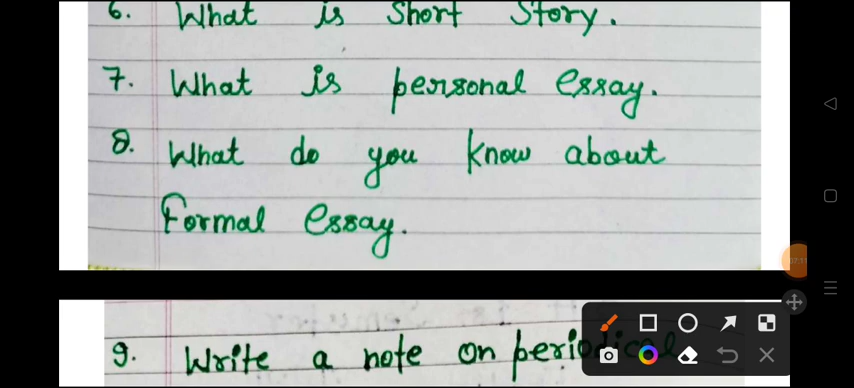 6. What is Short Story.
7. What is personal essay.
8. What do you know about
Formal essay.
9. Write a note on periodical